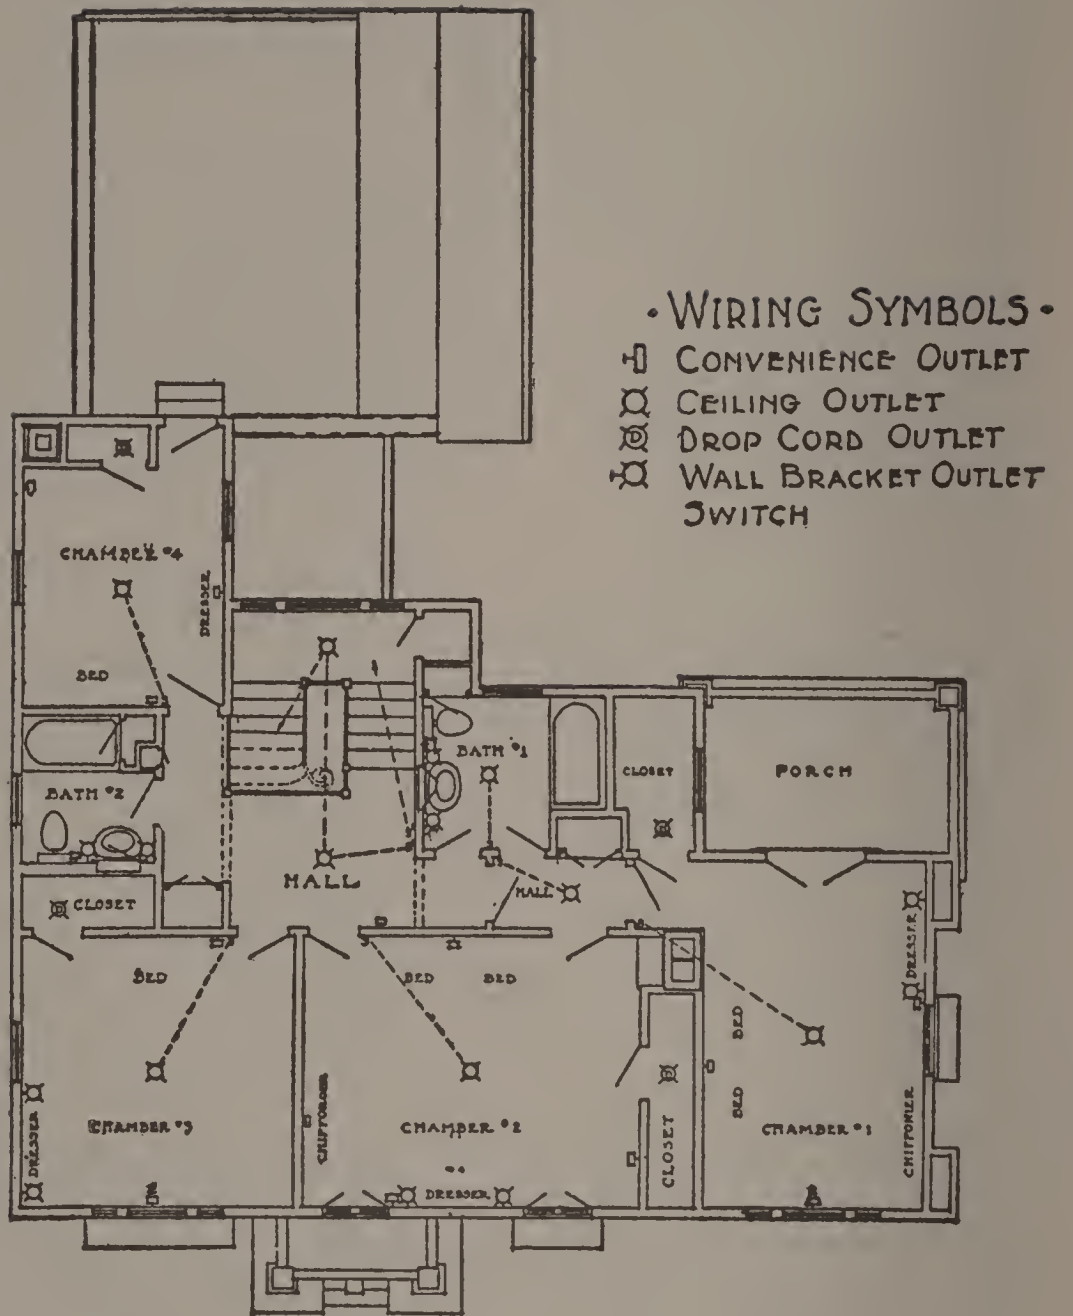 · WIRING SYMBOLS ·
CONVENIENCE OUTLET
CEILING OUTLET
D DROP CORD OUTLET
WALL BRACKET OUTLET
SWITCH
CHAMBER #4
DRESSER
BED
BATH #1
CLOSET
PORCH
BATH #2
HALL
HALL
CLOSET
DRESSER
BED
BED
BED
BED
BED
CHAMBER #3
DRESSER
CHAMBER #2
DRESSER
CLOSET
CHAMBER #1
CHIFFONIER